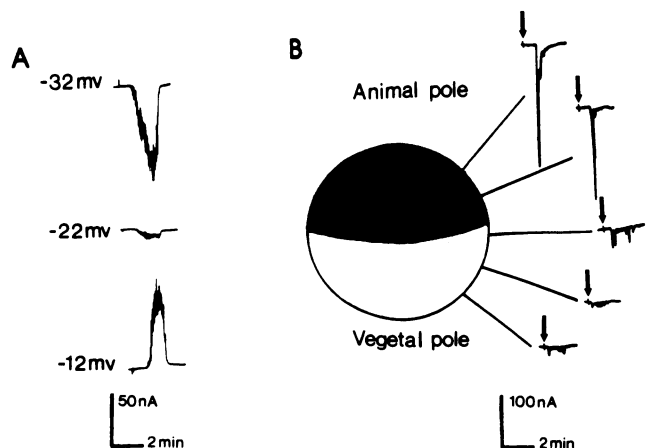 A
-32mv
-22mv
-12mv
50nA
2min
B
Animal pole
Vegetal pole
100nA
2min